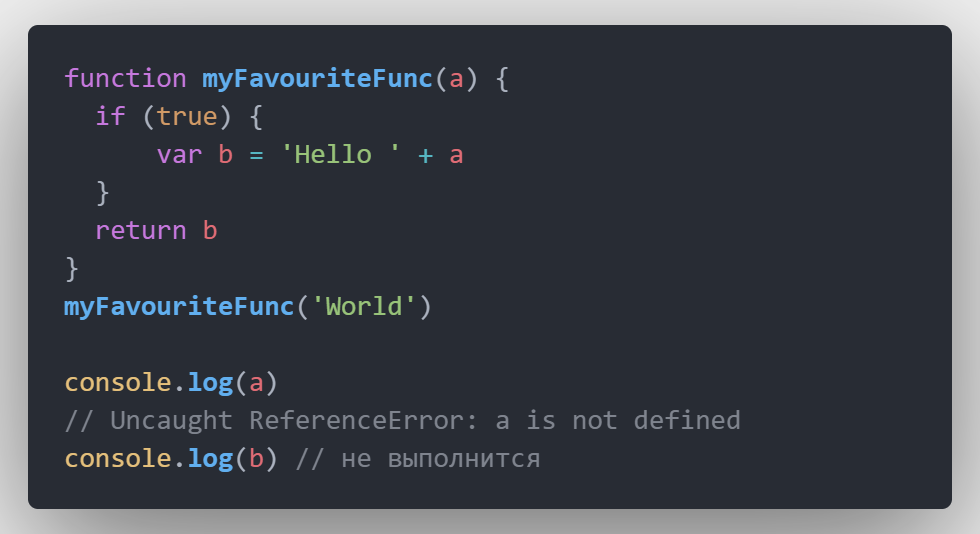 function myFavouriteFunc(a) {
  if (true) {
      var b = 'Hello ' + a
  }
  return b
}
myFavouriteFunc('World')

console.log(a)
// Uncaught ReferenceError: a is not defined
console.log(b) // не выполнится